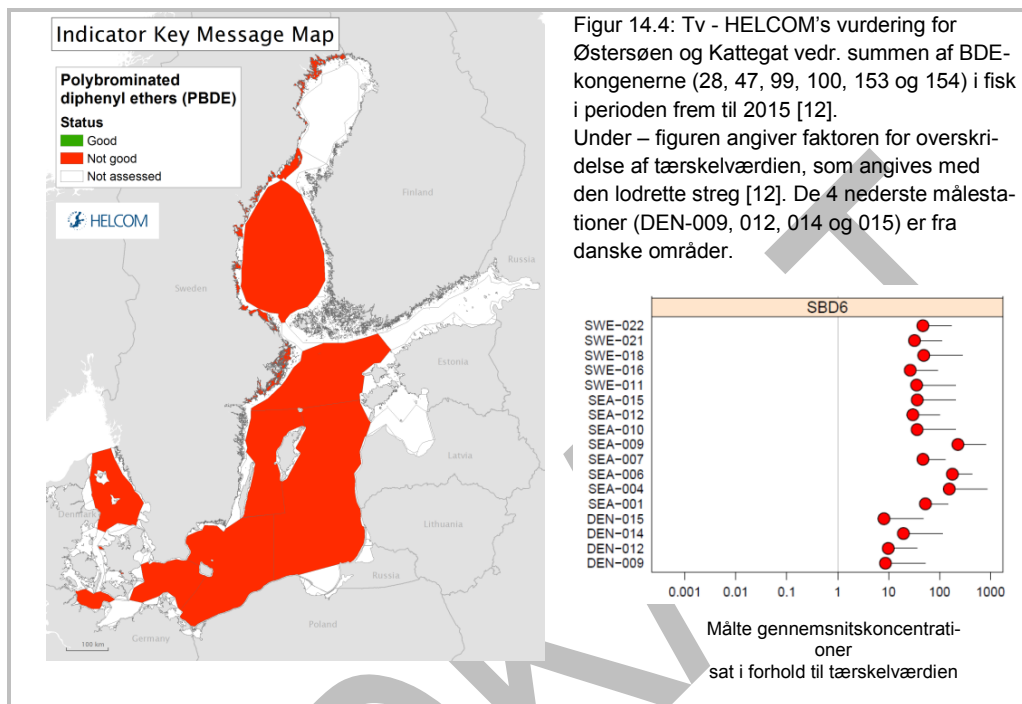 Indicator Key Message Map
Polybrominated
diphenyl ethers (PBDE)
Status
Good
Not good
Not assessed
HELCOM
Finland
Russia
Sweden
Estonia
Latvia
Denmark
Lithuania
Russia
Poland
Germany
100 km
Figur 14.4: Tv - HELCOM's vurdering for
Østersøen og Kattegat vedr. summen af BDE-
kongenerne (28, 47, 99, 100, 153 og 154) i fisk
i perioden frem til 2015 [12].
Under – figuren angiver faktoren for overskri-
delse af tærskelværdien, som angives med
den lodrette streg [12]. De 4 nederste målesta-
tioner (DEN-009, 012, 014 og 015) er fra
danske områder.
SBD6
SWE-022
SWE-021
SWE-018
SWE-016
SWE-011
SEA-015
SEA-012
SEA-010
SEA-009
SEA-007
SEA-006
SEA-004
SEA-001
DEN-015
DEN-014
DEN-012
DEN-009
0.001 0.01 0.1 1 10 100 1000
Målte gennemsnitskoncentrati-
oner
sat i forhold til tærskelværdien